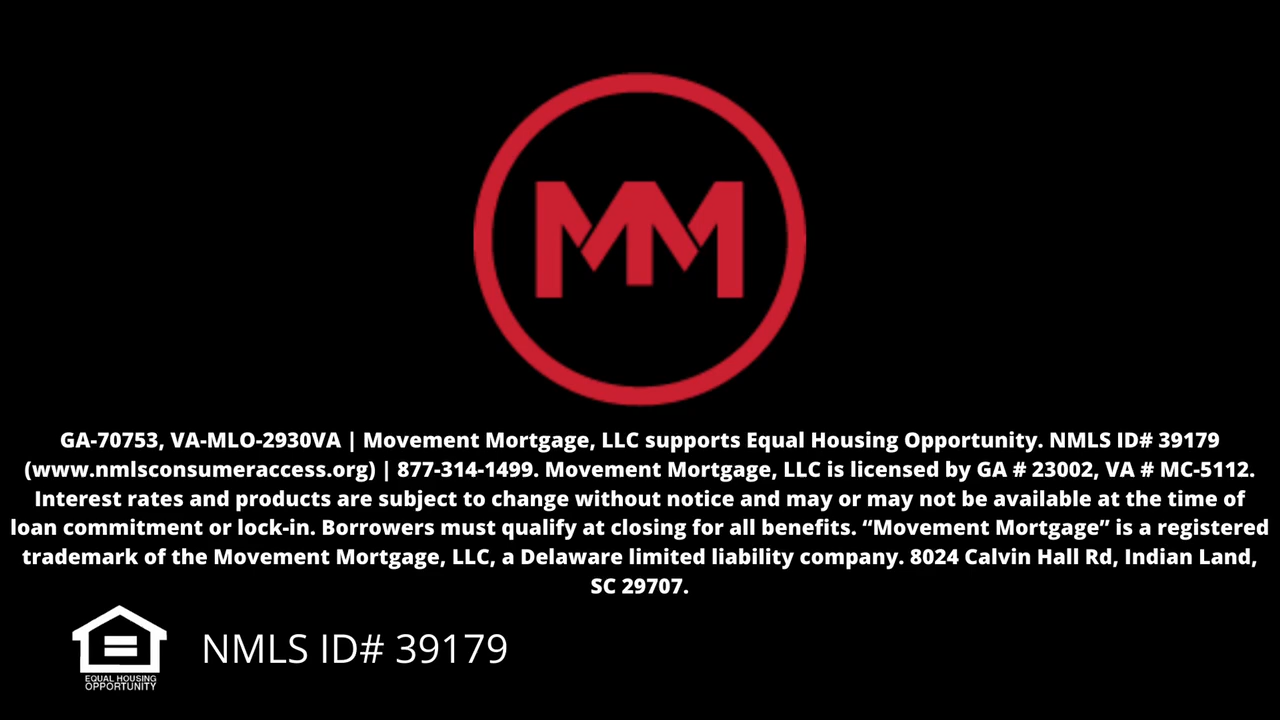 MM
GA-70753, VA-MLO-2930VA | Movement Mortgage, LLC supports Equal Housing Opportunity. NMLS ID# 39179
(www.nmlsconsumeraccess.org) | 877-314-1499. Movement Mortgage, LLC is licensed by GA # 23002, VA # MC-5112.
Interest rates and products are subject to change without notice and may or may not be available at the time of
loan commitment or lock-in. Borrowers must qualify at closing for all benefits. “Movement Mortgage” is a registered
trademark of the Movement Mortgage, LLC, a Delaware limited liability company. 8024 Calvin Hall Rd, Indian Land,
SC 29707.
NMLS ID# 39179
EQUAL HOUSING
OPPORTUNITY